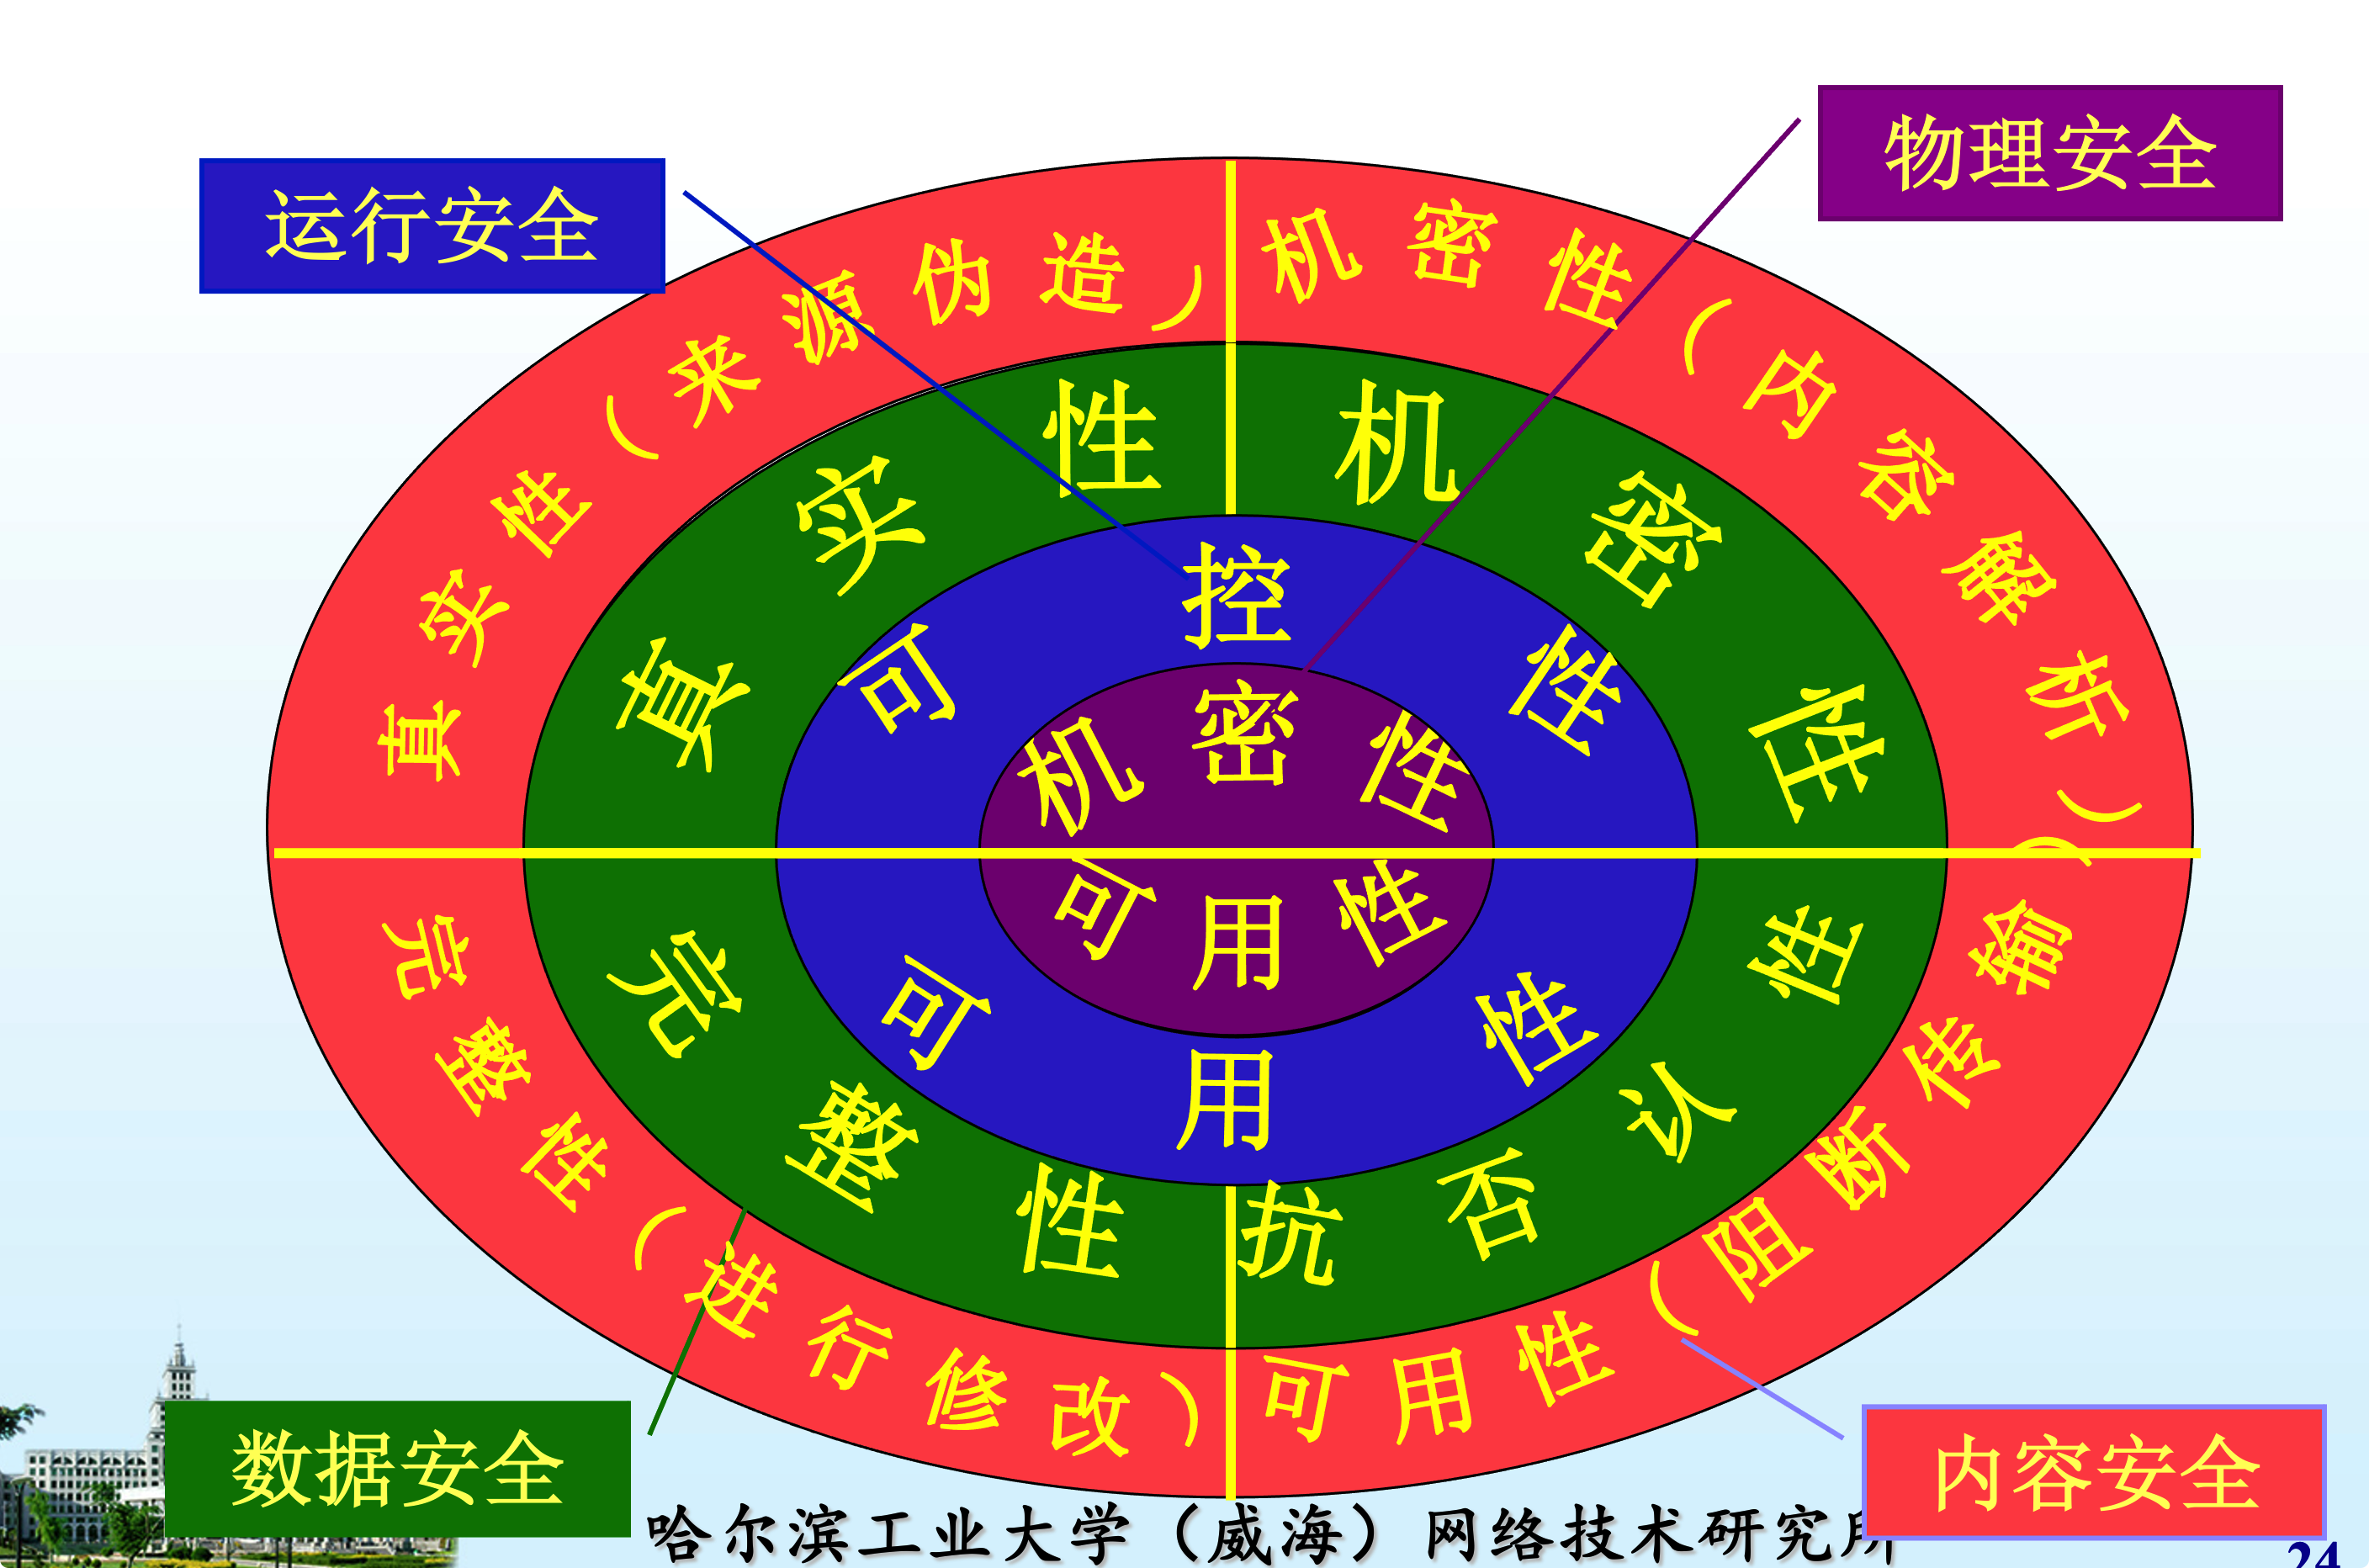 物理安全
运行安全
真实性(来源伪造)
机密性(内容解析)
真实性
机密性
可控性
机密性
可用性
可用性
完整性
抗否认性
完整性(进行修改)
可用性(阻断传输)
数据安全
内容安全
哈尔滨工业大学(威海)网络技术研究所
24